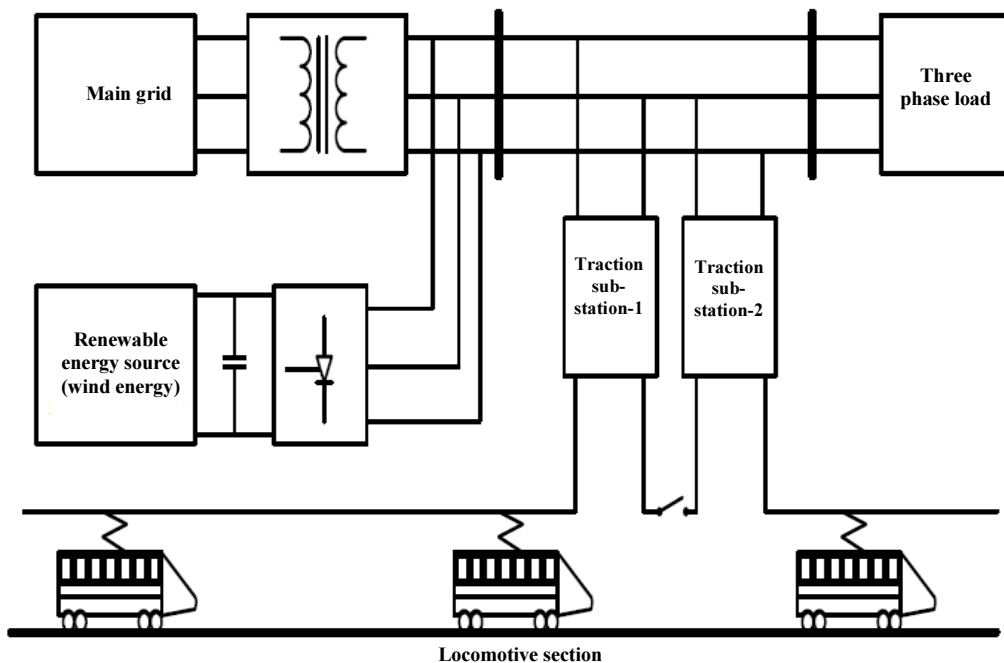 Main grid
Three
phase load
Traction
sub-
station-1
Traction
sub-
station-2
Renewable
energy source
(wind energy)
Locomotive section